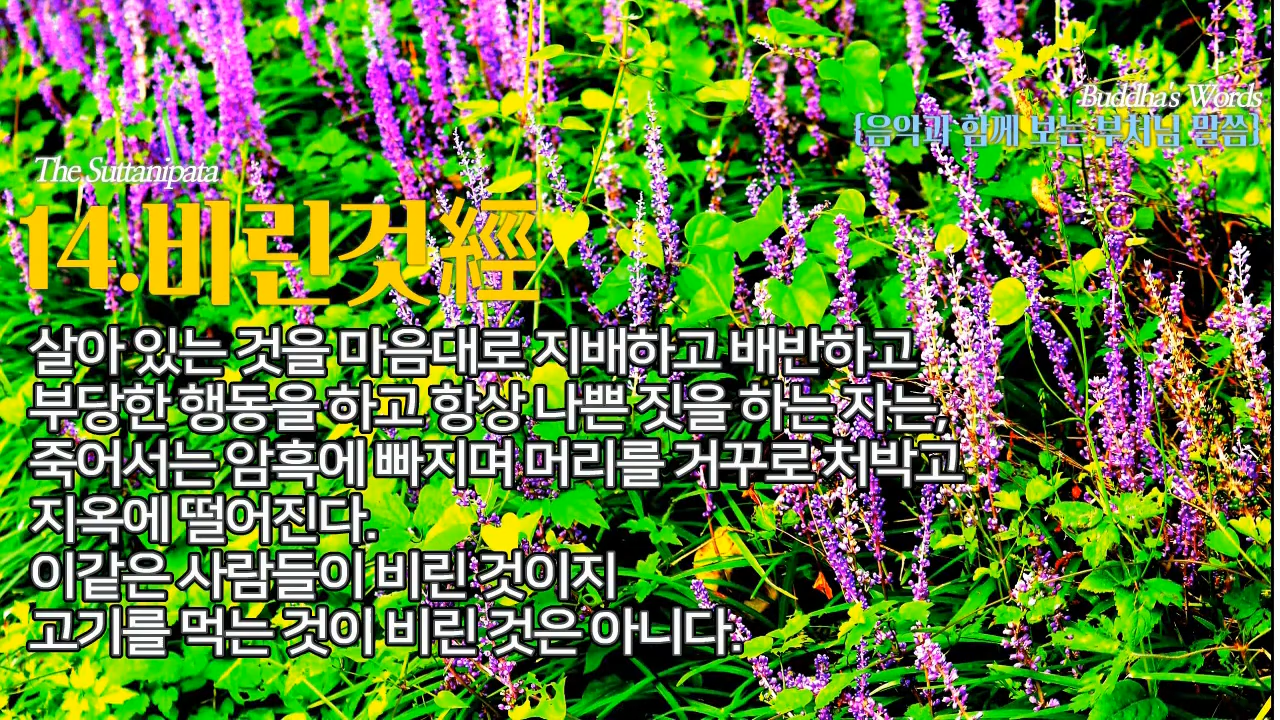 Buddha's Words
{음악과 함께 보는 부처님 말씀}
The Suttanipata
14.비린것經
살아 있는 것을 마음대로 지배하고 배반하고
부당한 행동을 하고 항상 나쁜 짓을 하는 자는,
죽어서는 암흑에 빠지며 머리를 거꾸로 처박고
지옥에 떨어진다.
이같은 사람들이 비린 것이지
고기를 먹는 것이 비린 것은 아니다.